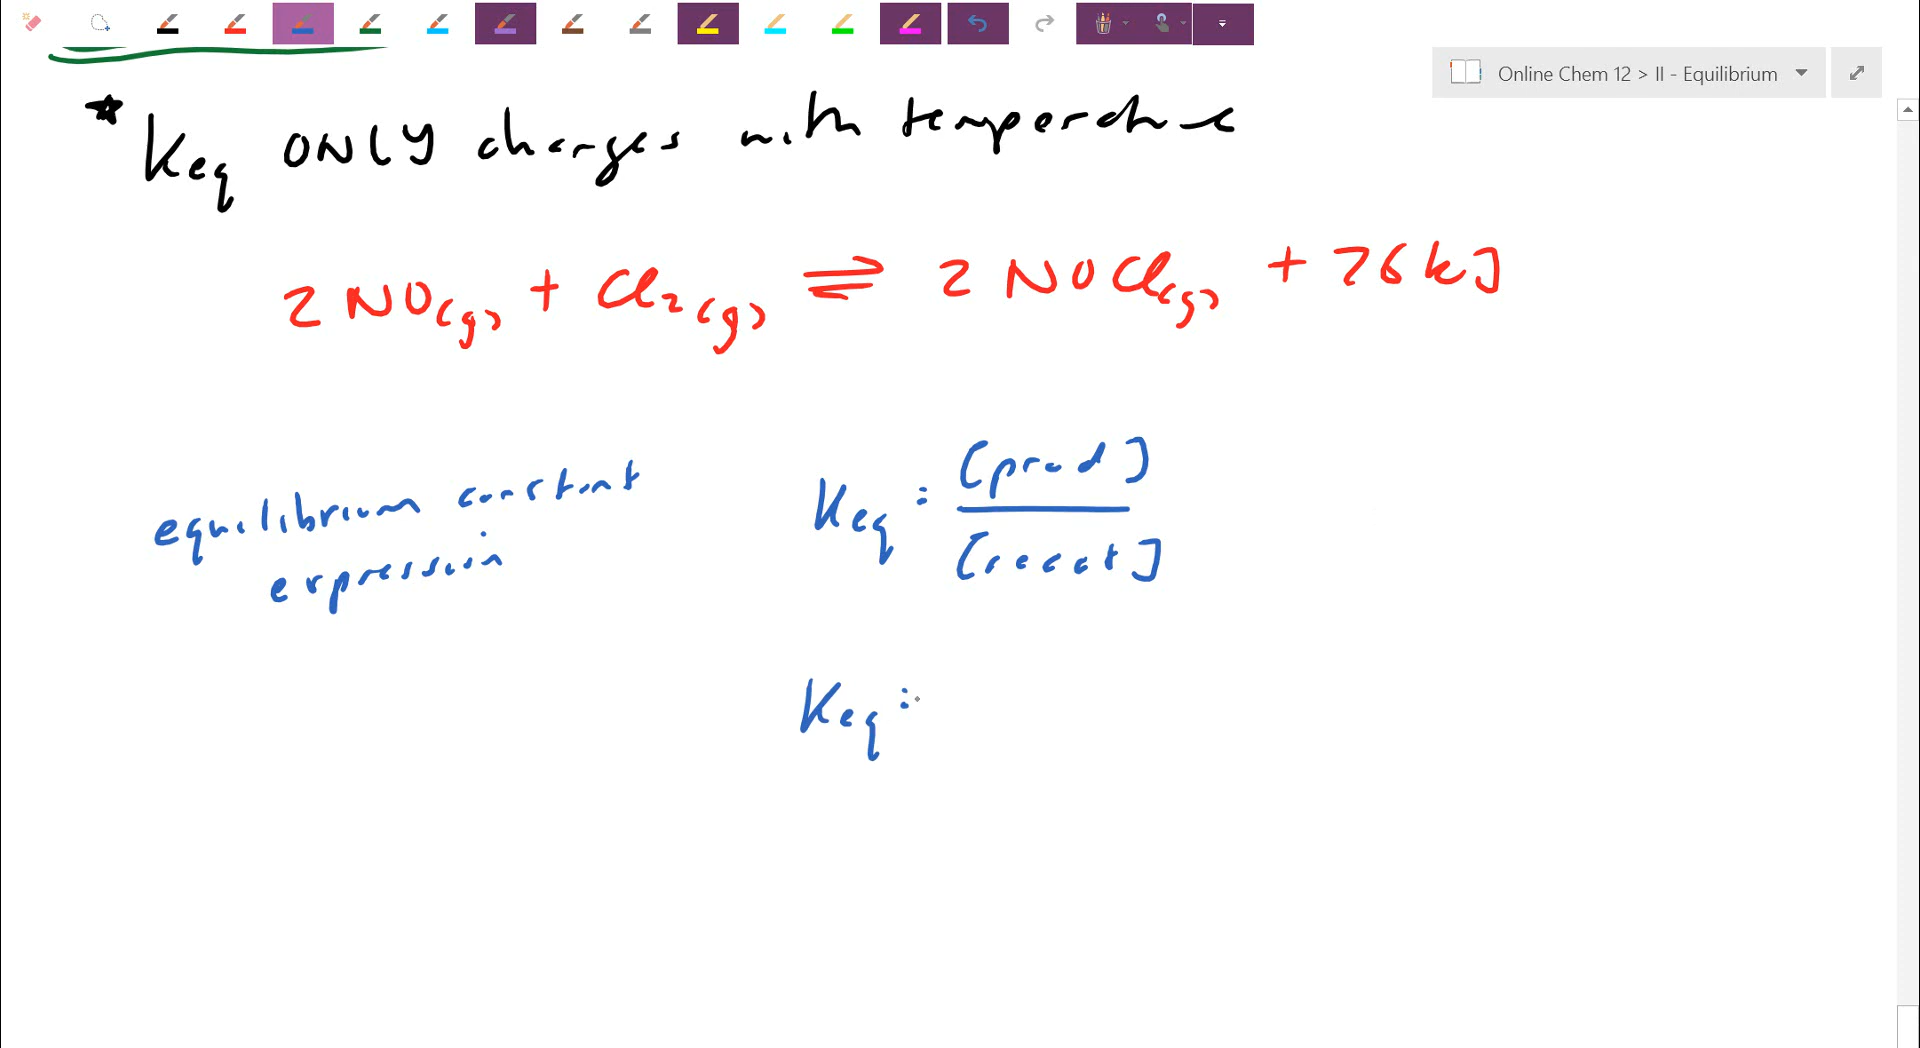 Online Chem 12 > II - Equilibrium
* Keq ONLY changes with temperature
2 NO(g) + Cl2(g) ⇌ 2 NOCl(g) + 76 kJ
equilibrium constant
expression
Keq = [prod]
[react]
Keq =